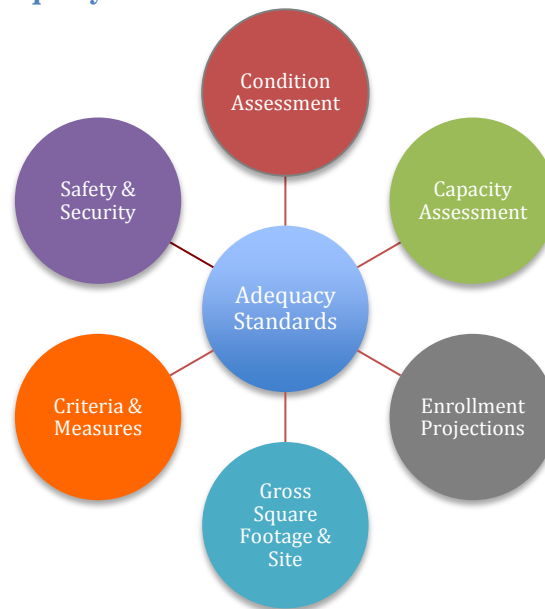 Condition
Assessment
Safety &
Security
Capacity
Assessment
Adequacy
Standards
Criteria &
Measures
Enrollment
Projections
Gross
Square
Footage &
Site